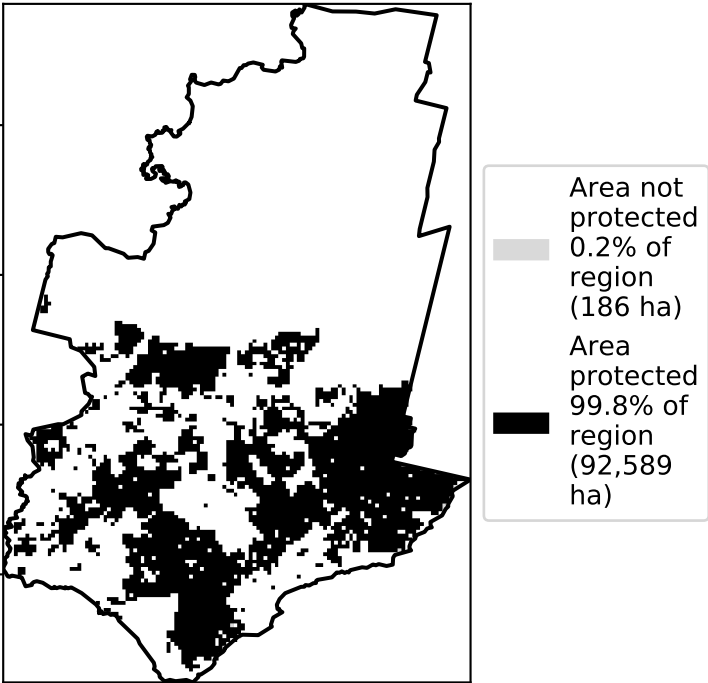 Area not
protected
0.2% of
region
(186 ha)
Area
protected
99.8% of
region
(92,589
ha)